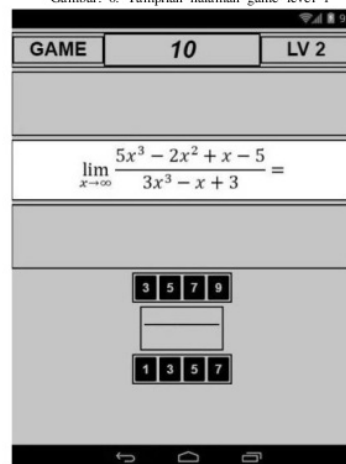 Gambar. 6. Tampilan halaman game level 1
9
GAME 10 LV 2
lim x→∞ (5x³ − 2x² + x − 5)/(3x³ − x + 3) =
3 5 7 9
1 3 5 7